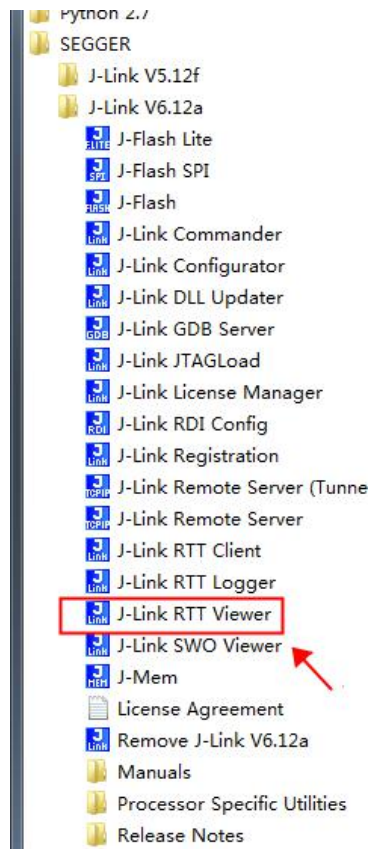 Python 2.7
SEGGER
J-Link V5.12f
J-Link V6.12a
J-Flash Lite
J-Flash SPI
J-Flash
J-Link Commander
J-Link Configurator
J-Link DLL Updater
J-Link GDB Server
J-Link JTAGLoad
J-Link License Manager
J-Link RDI Config
J-Link Registration
J-Link Remote Server (Tunne
J-Link Remote Server
J-Link RTT Client
J-Link RTT Logger
J-Link RTT Viewer
J-Link SWO Viewer
J-Mem
License Agreement
Remove J-Link V6.12a
Manuals
Processor Specific Utilities
Release Notes